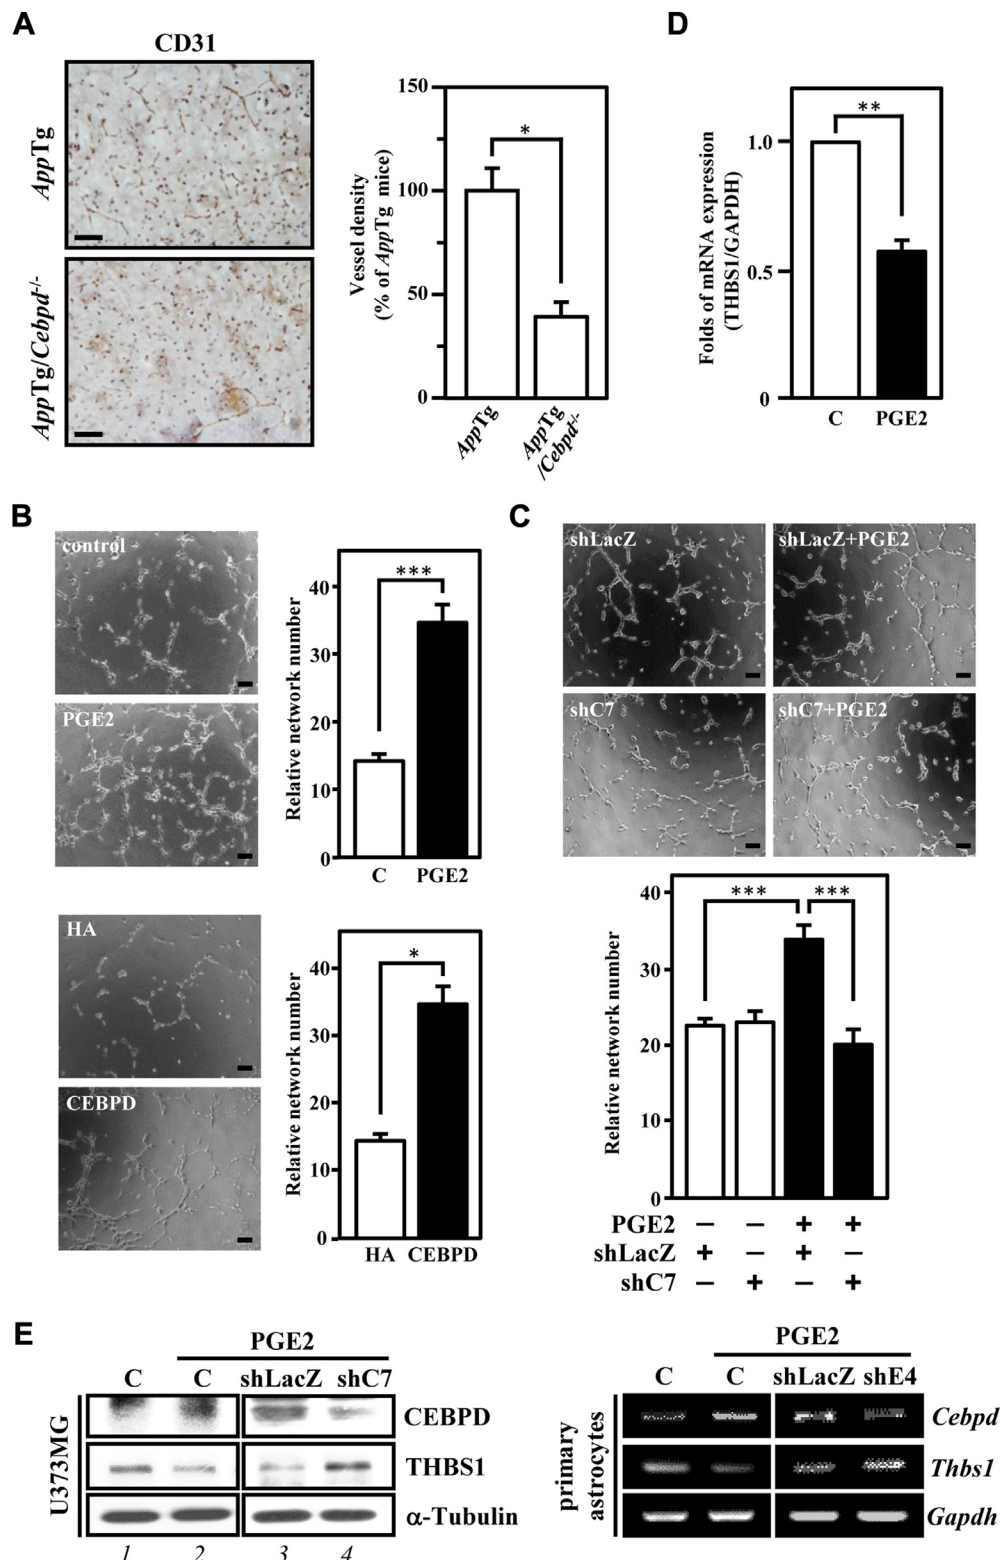 A
CD31
AppTg
AppTg/Cebpd-/-
Vessel density
(% of AppTg mice)
150
100
50
0
*
AppTg
AppTg
/Cebpd-/-
D
Folds of mRNA expression
(THBS1/GAPDH)
1.0
0.5
0
**
C PGE2
B
control
PGE2
Relative network number
40
30
20
10
0
***
C PGE2
HA
CEBPD
Relative network number
40
30
20
10
0
*
HA CEBPD
C
shLacZ
shLacZ+PGE2
shC7
shC7+PGE2
Relative network number
40
30
20
10
0
*** ***
PGE2 – – + +
shLacZ + – + –
shC7 – + – +
E
PGE2
C C shLacZ shC7
U373MG
CEBPD
THBS1
α-Tubulin
1 2 3 4
PGE2
C C shLacZ shE4
primary
astrocytes
Cebpd
Thbs1
Gapdh